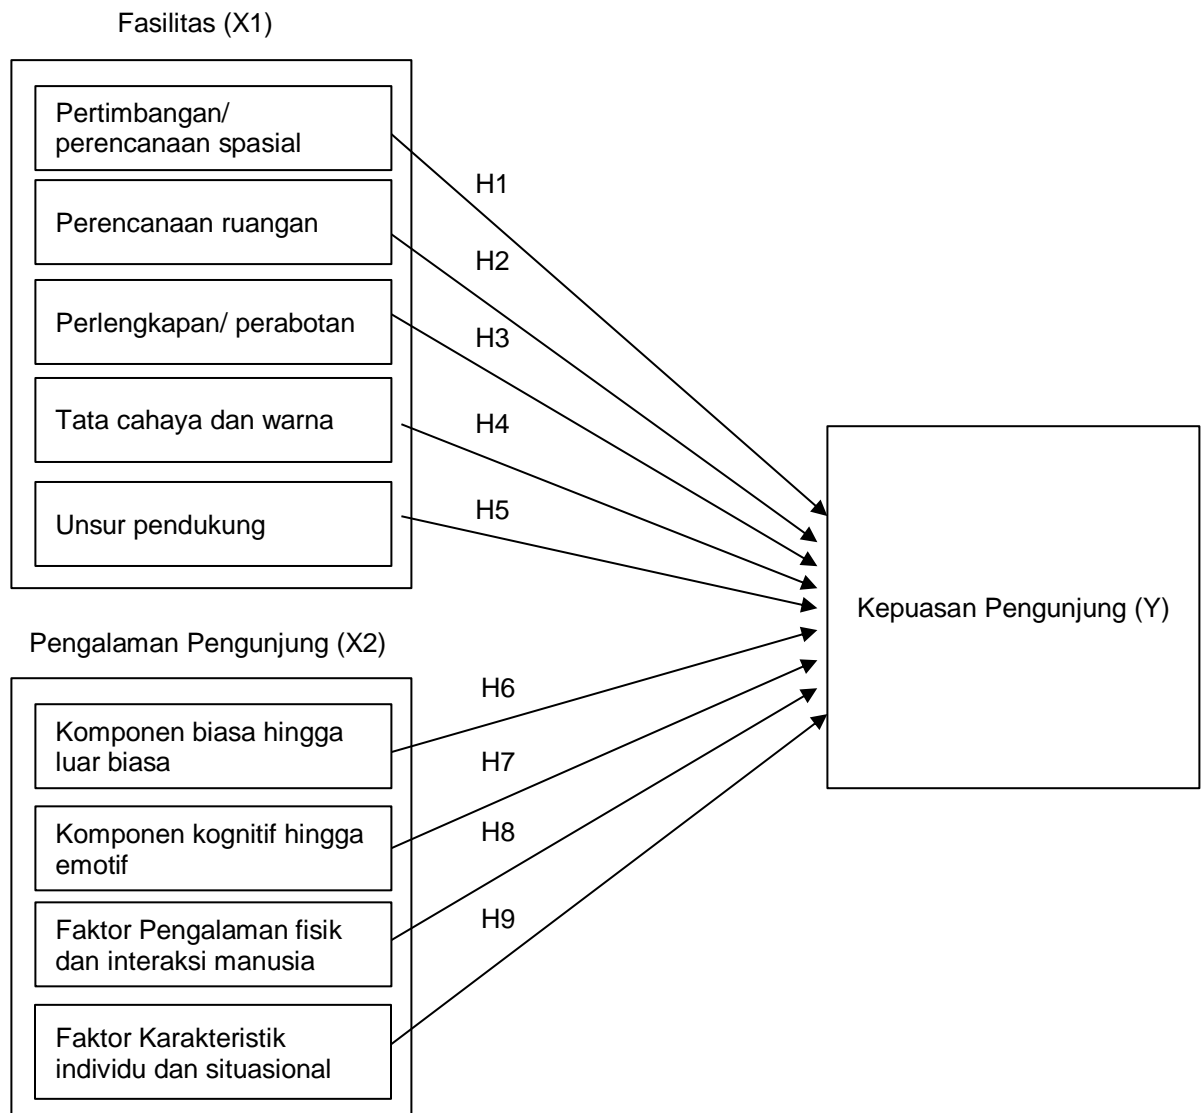 Fasilitas (X1)
Pertimbangan/
perencanaan spasial
H1
Perencanaan ruangan
H2
Perlengkapan/ perabotan
H3
Tata cahaya dan warna
H4
Unsur pendukung
H5
Kepuasan Pengunjung (Y)
Pengalaman Pengunjung (X2)
Komponen biasa hingga
luar biasa
H6
Komponen kognitif hingga
emotif
H7
Faktor Pengalaman fisik
dan interaksi manusia
H8
Faktor Karakteristik
individu dan situasional
H9